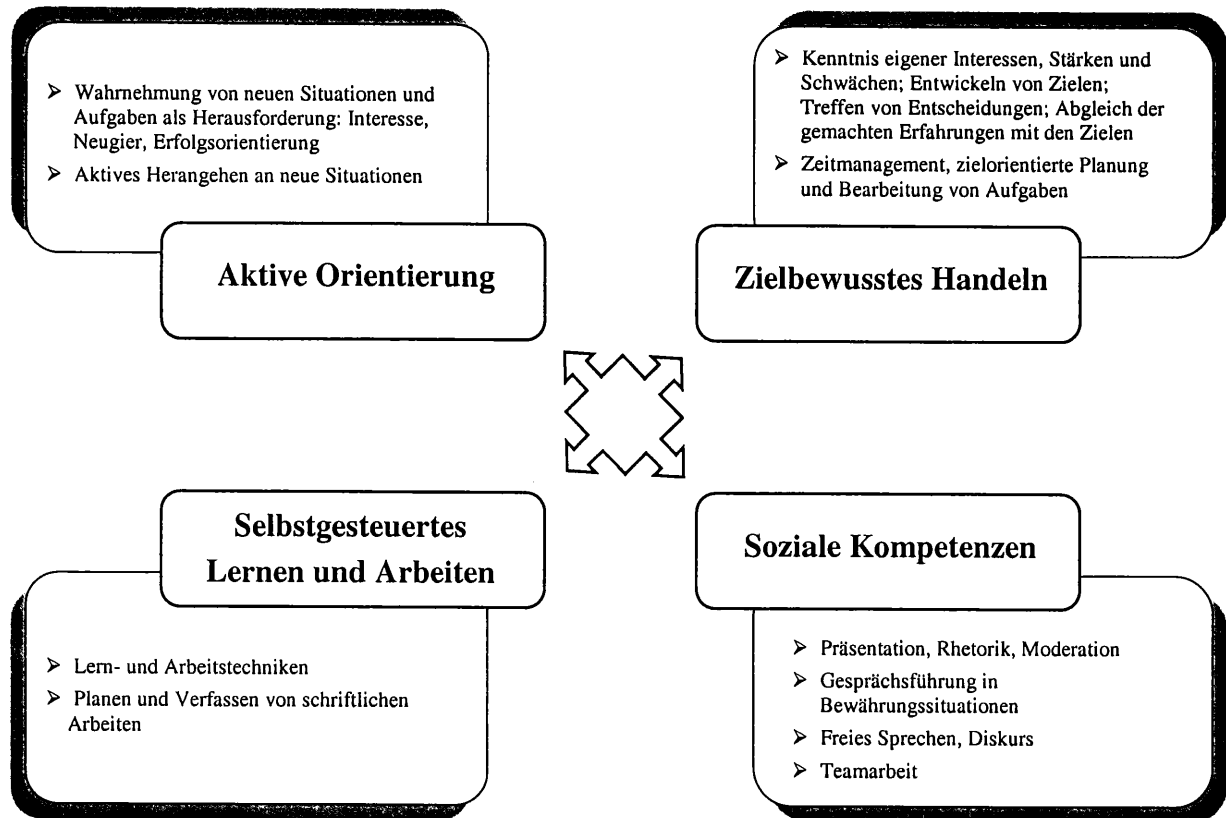 ➢ Wahrnehmung von neuen Situationen und
Aufgaben als Herausforderung: Interesse,
Neugier, Erfolgsorientierung
➢ Aktives Herangehen an neue Situationen
Aktive Orientierung
➢ Kenntnis eigener Interessen, Stärken und
Schwächen; Entwickeln von Zielen;
Treffen von Entscheidungen; Abgleich der
gemachten Erfahrungen mit den Zielen
➢ Zeitmanagement, zielorientierte Planung
und Bearbeitung von Aufgaben
Zielbewusstes Handeln
Selbstgesteuertes
Lernen und Arbeiten
➢ Lern- und Arbeitstechniken
➢ Planen und Verfassen von schriftlichen
Arbeiten
Soziale Kompetenzen
➢ Präsentation, Rhetorik, Moderation
➢ Gesprächsführung in
Bewährungssituationen
➢ Freies Sprechen, Diskurs
➢ Teamarbeit